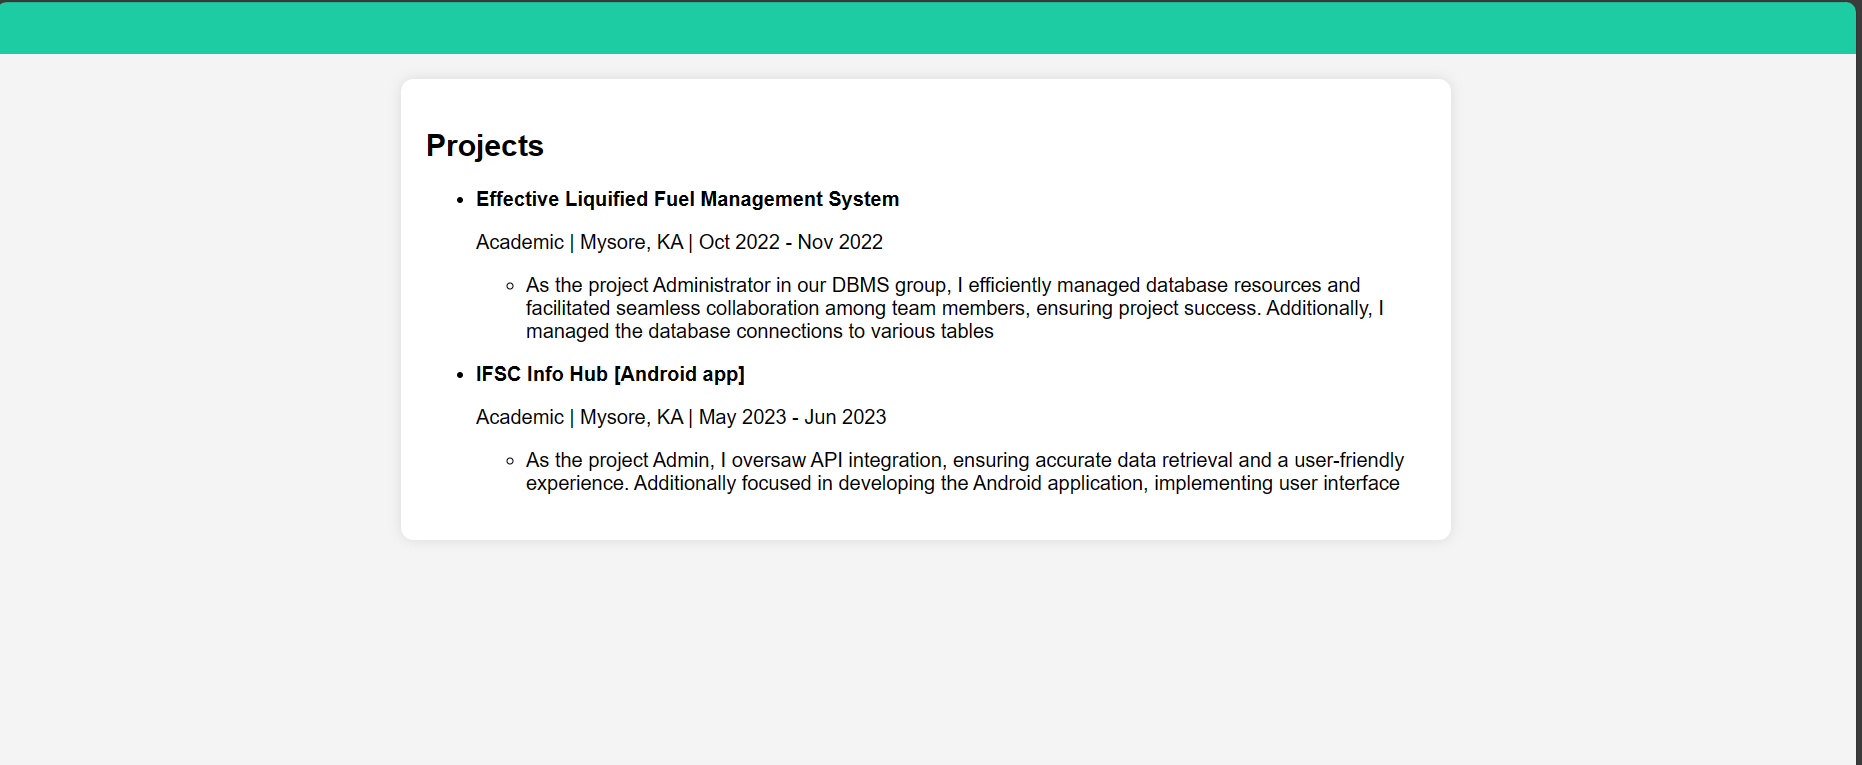 Projects
Effective Liquified Fuel Management System
Academic | Mysore, KA | Oct 2022 - Nov 2022
As the project Administrator in our DBMS group, I efficiently managed database resources and
facilitated seamless collaboration among team members, ensuring project success. Additionally, I
managed the database connections to various tables
IFSC Info Hub [Android app]
Academic | Mysore, KA | May 2023 - Jun 2023
As the project Admin, I oversaw API integration, ensuring accurate data retrieval and a user-friendly
experience. Additionally focused in developing the Android application, implementing user interface